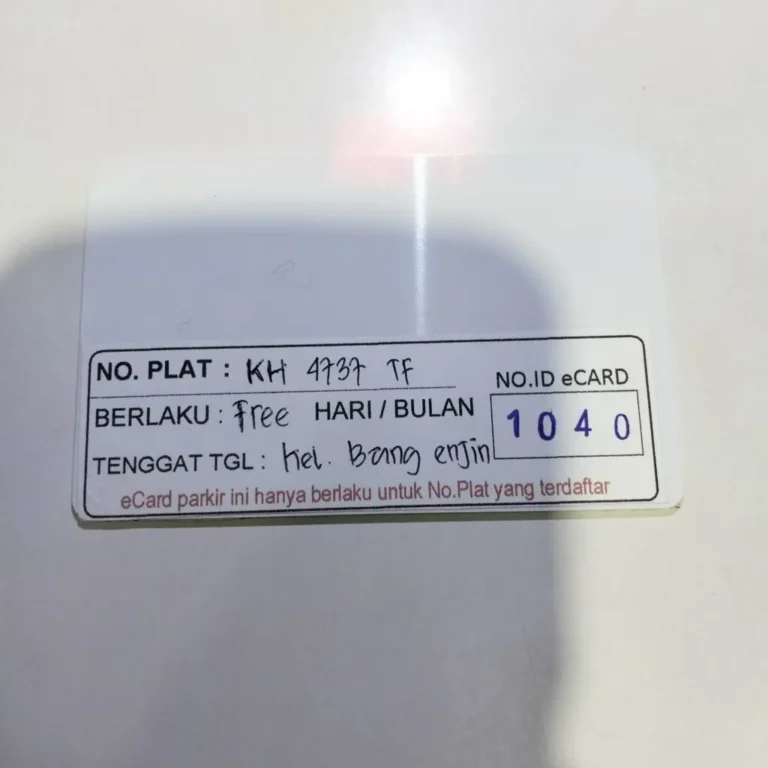 NO. PLAT : KH 4737 TF
NO.ID eCARD
BERLAKU : Free HARI / BULAN
1040
TENGGAT TGL : Kel. Bang enjin
eCard parkir ini hanya berlaku untuk No.Plat yang terdaftar